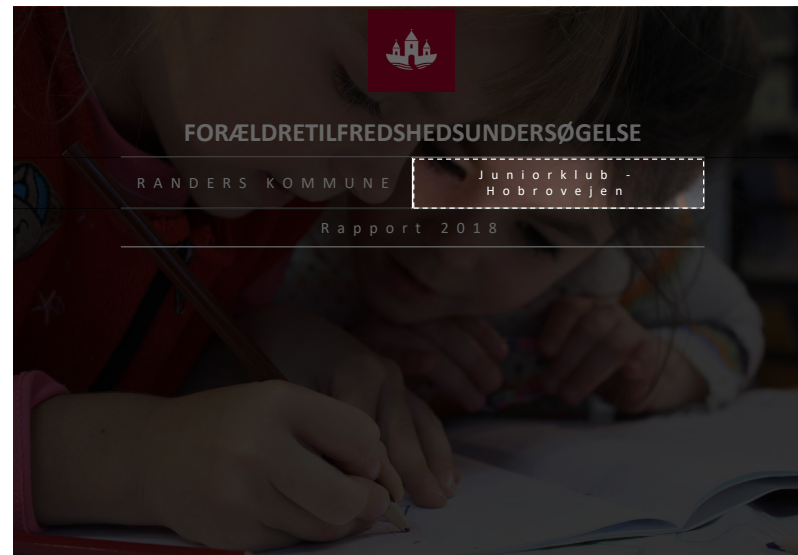 FORÆLDRETILFREDSHEDSUNDERSØGELSE
RANDERS KOMMUNE
Juniorklub -
Hobrovejen
Rapport 2018